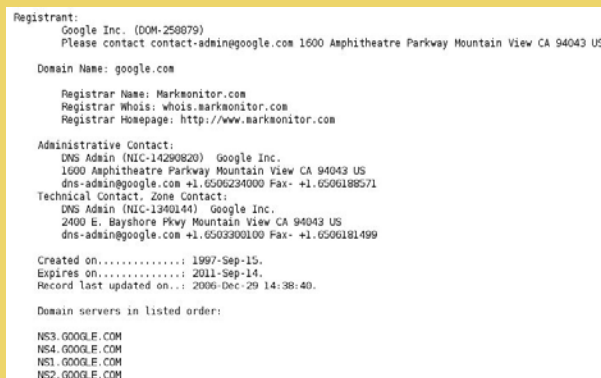 Registrant:
Google Inc. (DOM-258879)
Please contact contact-admin@google.com 1600 Amphitheatre Parkway Mountain View CA 94043 US
Domain Name: google.com
Registrar Name: Markmonitor.com
Registrar Whois: whois.markmonitor.com
Registrar Homepage: http://www.markmonitor.com
Administrative Contact:
DNS Admin (NIC-14290820) Google Inc.
1600 Amphitheatre Parkway Mountain View CA 94043 US
dns-admin@google.com +1.6506234000 Fax- +1.6506188571
Technical Contact, Zone Contact:
DNS Admin (NIC-1340144) Google Inc.
2400 E. Bayshore Pkwy Mountain View CA 94043 US
dns-admin@google.com +1.6503300100 Fax- +1.6506181499
Created on..............: 1997-Sep-15.
Expires on..............: 2011-Sep-14.
Record last updated on..: 2006-Dec-29 14:38:40.
Domain servers in listed order:
NS3.GOOGLE.COM
NS4.GOOGLE.COM
NS1.GOOGLE.COM
NS2.GOOGLE.COM